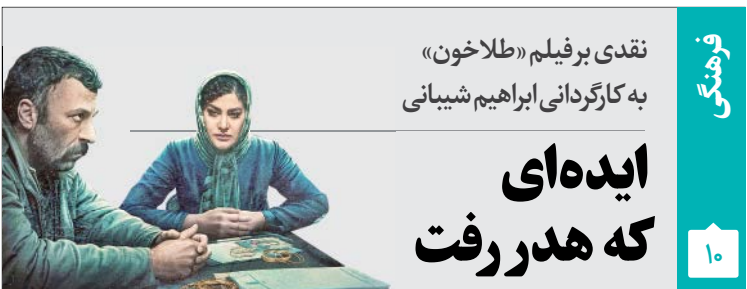 فرهنگی
نقدی بر فیلم «طلاخون»
به کارگردانی ابراهیم شیبانی
ایده‌ای
که هدر رفت
۱۰